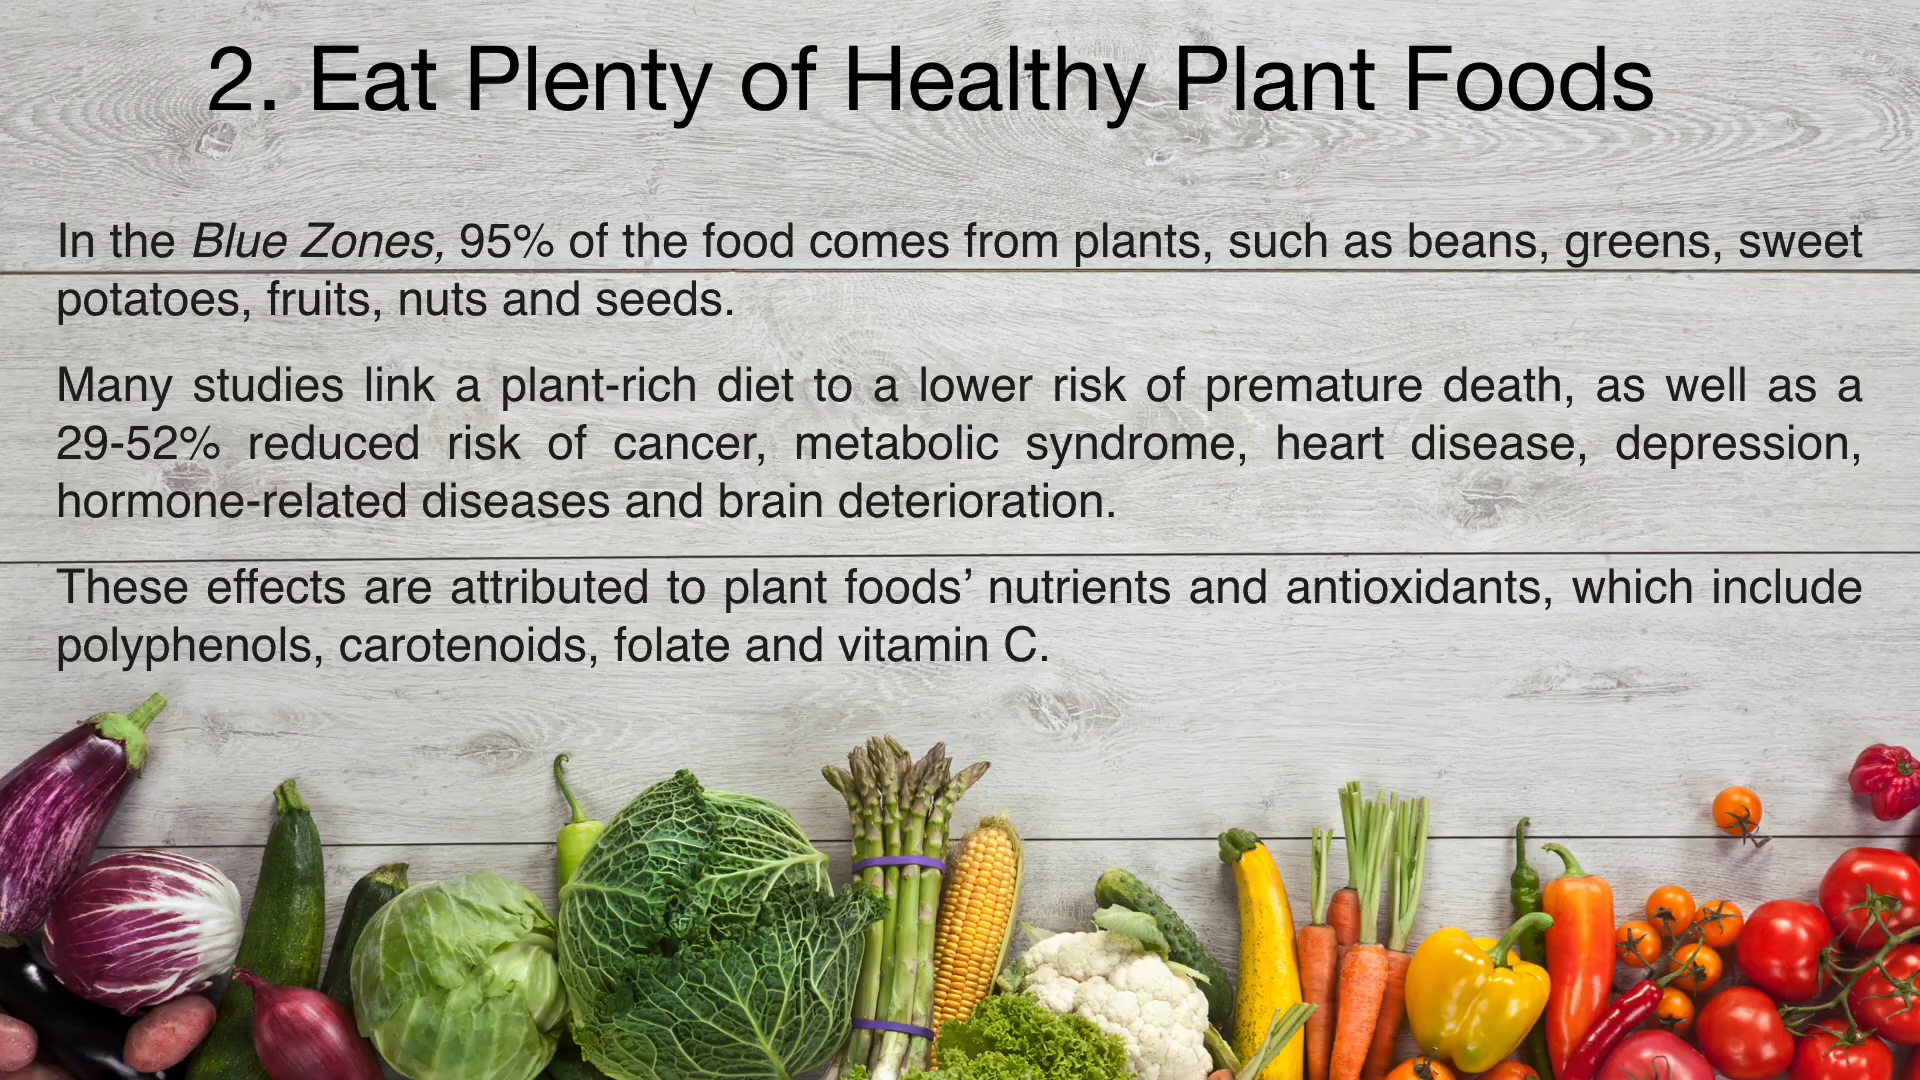 2. Eat Plenty of Healthy Plant Foods
In the Blue Zones, 95% of the food comes from plants, such as beans, greens, sweet
potatoes, fruits, nuts and seeds.
Many studies link a plant-rich diet to a lower risk of premature death, as well as a
29-52% reduced risk of cancer, metabolic syndrome, heart disease, depression,
hormone-related diseases and brain deterioration.
These effects are attributed to plant foods’ nutrients and antioxidants, which include
polyphenols, carotenoids, folate and vitamin C.